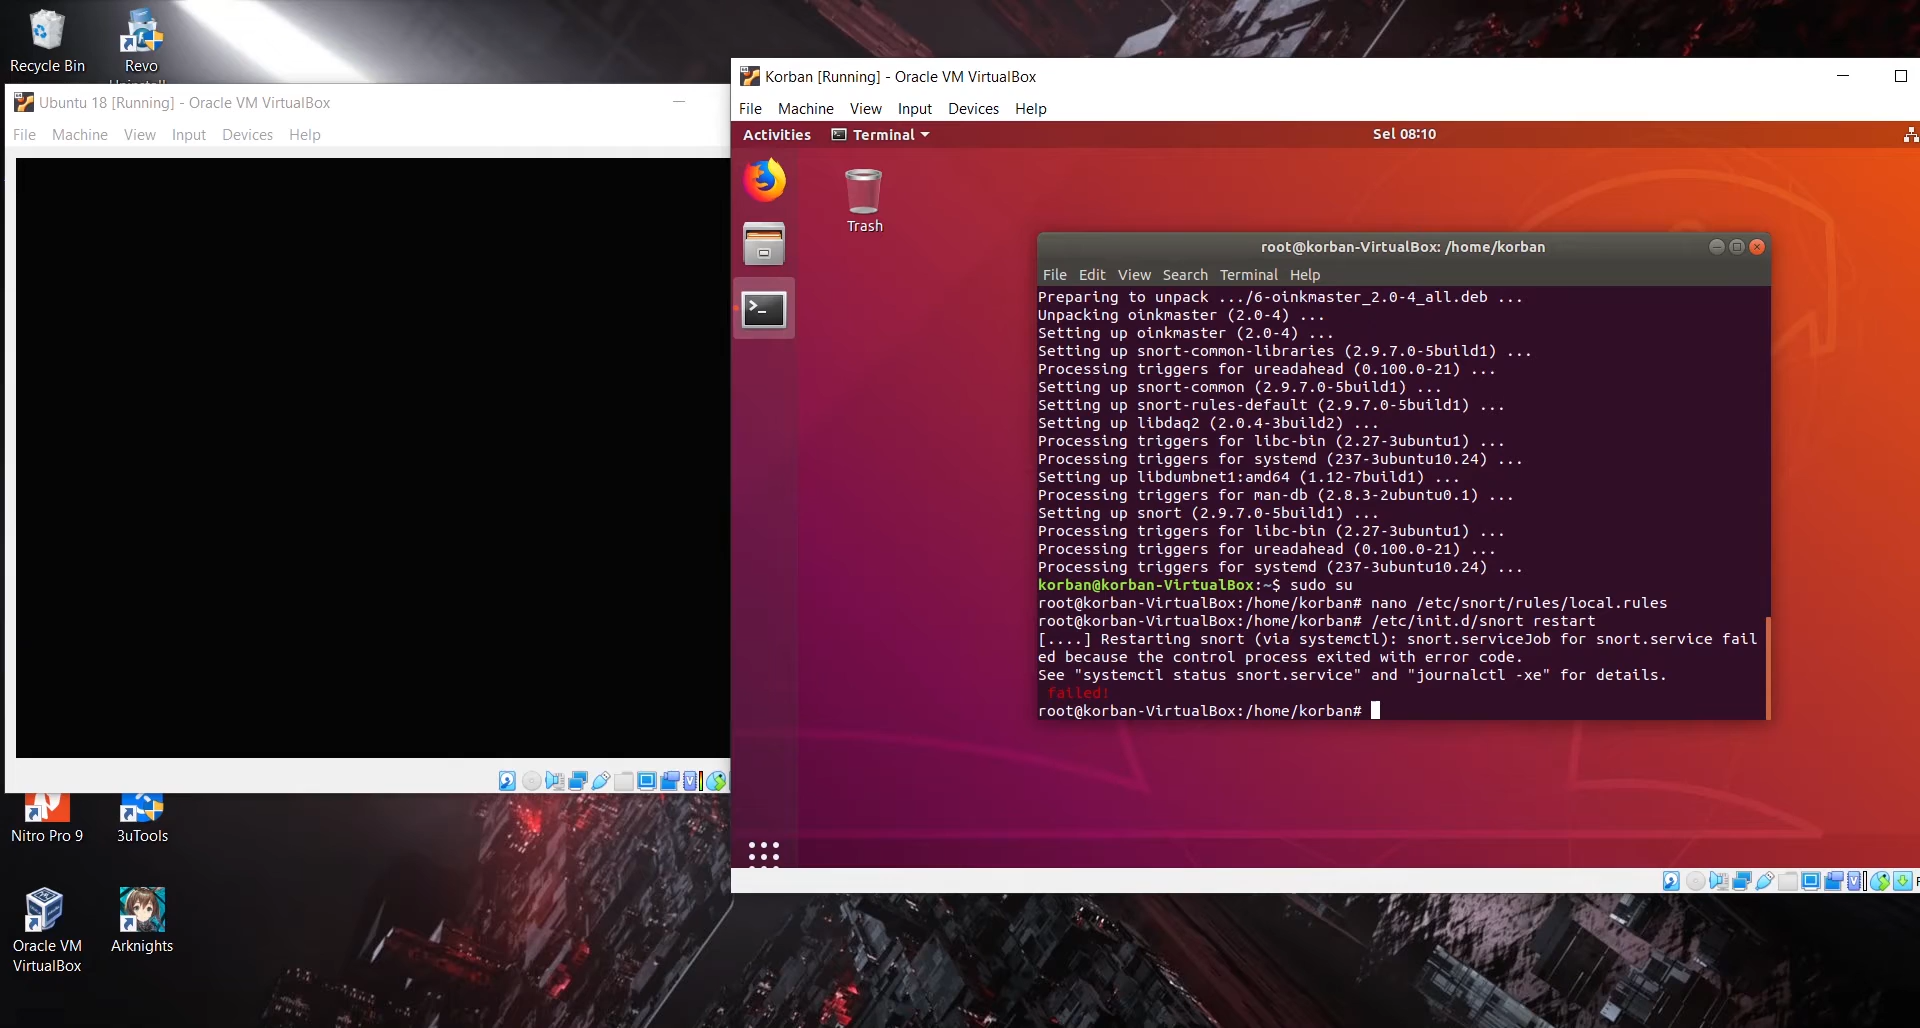 Recycle Bin
Revo
Ubuntu 18 [Running] - Oracle VM VirtualBox
File Machine View Input Devices Help
Nitro Pro 9
3uTools
Oracle VM
VirtualBox
Arknights
Korban [Running] - Oracle VM VirtualBox
File Machine View Input Devices Help
Activities Terminal Sel 08:10
Trash
root@korban-VirtualBox: /home/korban
File Edit View Search Terminal Help
Preparing to unpack .../6-oinkmaster_2.0-4_all.deb ...
Unpacking oinkmaster (2.0-4) ...
Setting up oinkmaster (2.0-4) ...
Setting up snort-common-libraries (2.9.7.0-5build1) ...
Processing triggers for ureadahead (0.100.0-21) ...
Setting up snort-common (2.9.7.0-5build1) ...
Setting up snort-rules-default (2.9.7.0-5build1) ...
Setting up libdaq2 (2.0.4-3build2) ...
Processing triggers for libc-bin (2.27-3ubuntu1) ...
Processing triggers for systemd (237-3ubuntu10.24) ...
Setting up libdumbnet1:amd64 (1.12-7build1) ...
Processing triggers for man-db (2.8.3-2ubuntu0.1) ...
Setting up snort (2.9.7.0-5build1) ...
Processing triggers for libc-bin (2.27-3ubuntu1) ...
Processing triggers for ureadahead (0.100.0-21) ...
Processing triggers for systemd (237-3ubuntu10.24) ...
korban@korban-VirtualBox:~$ sudo su
root@korban-VirtualBox:/home/korban# nano /etc/snort/rules/local.rules
root@korban-VirtualBox:/home/korban# /etc/init.d/snort restart
[....] Restarting snort (via systemctl): snort.serviceJob for snort.service fail
ed because the control process exited with error code.
See "systemctl status snort.service" and "journalctl -xe" for details.
failed!
root@korban-VirtualBox:/home/korban#